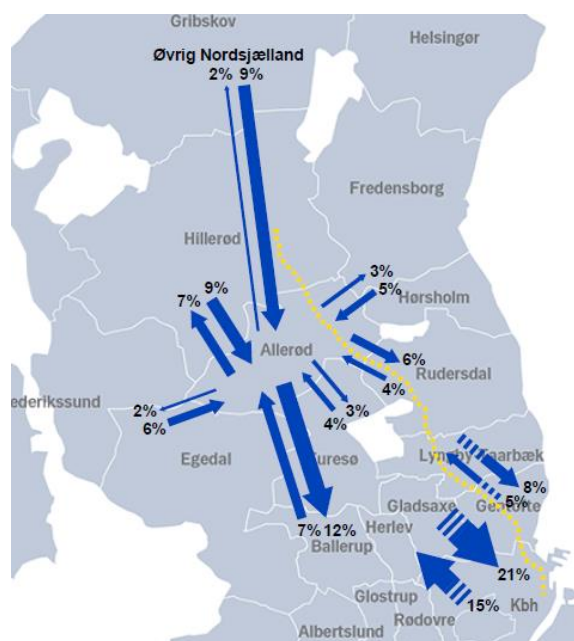 Gribskov
Helsingør
Øvrig Nordsjælland
2% 9%
Fredensborg
Hillerød
3%
9%
5%
7%
Hørsholm
Allerød
6%
Rudersdal
4%
ederikssund
2%
3%
6%
4%
Egedal
Furesø
Lyngby-Taarbæk
8%
5%
Gladsaxe
Gentofte
7% 12%
Herlev
Ballerup
21%
Glostrup
15%
Kbh
Rødovre
Albertslund